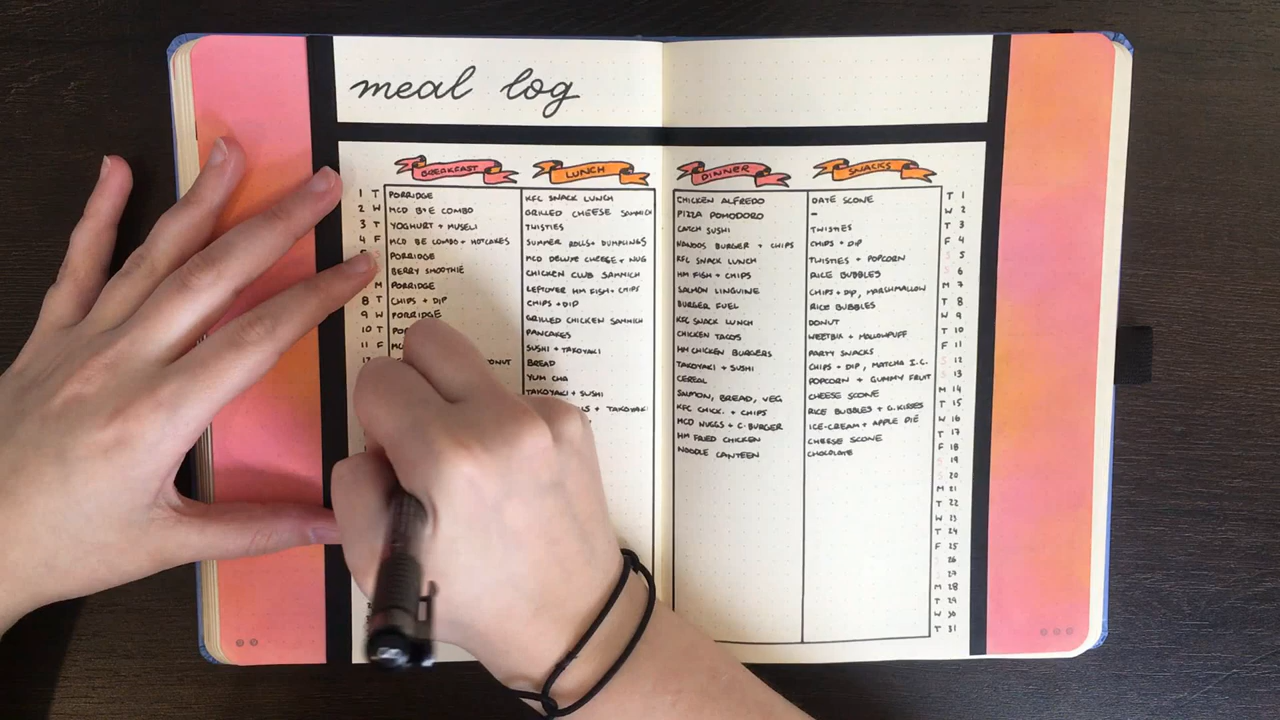 meal log
BREAKFAST LUNCH DINNER SNACKS
1 T PORRIDGE KFC SNACK LUNCH CHICKEN ALFREDO DATE SCONE T 1
2 W MCD B+E COMBO GRILLED CHEESE SAMMICH PIZZA POMODORO – W 2
3 T YOGHURT + MUSELI TWISTIES CATCH SUSHI TWISTIES T 3
4 F MCD BE COMBO + HOTCAKES SUMMER ROLLS + DUMPLINGS NANDOS BURGER + CHIPS CHIPS + DIP F 4
PORRIDGE MCD DELUXE CHEESE + NUG KFC SNACK LUNCH TWISTIES + POPCORN S 5
BERRY SMOOTHIE CHICKEN CLUB SAMMICH HM FISH + CHIPS RICE BUBBLES S 6
M PORRIDGE LEFTOVER HM FISH + CHIPS SALMON LINGUINE CHIPS + DIP, MARSHMALLOW M 7
8 T CHIPS + DIP CHIPS + DIP BURGER FUEL RICE BUBBLES T 8
9 W PORRIDGE GRILLED CHICKEN SAMMICH KFC SNACK LUNCH DONUT W 9
10 T PANCAKES CHICKEN TACOS WEETBIX + MALLOWPUFF T 10
11 F SUSHI + TAKOYAKI HM CHICKEN BURGERS PARTY SNACKS F 11
BREAD TAKOYAKI + SUSHI CHIPS + DIP, MATCHA I.C. S 12
YUM CHA CEREAL POPCORN + GUMMY FRUIT S 13
TAKOYAKI + SUSHI SALMON, BREAD, VEG CHEESE SCONE M 14
+ TAKOYAKI KFC CHICK. + CHIPS RICE BUBBLES + G.KISSES T 15
MCD NUGGS + C.BURGER ICE-CREAM + APPLE PIE W 16
HM FRIED CHICKEN CHEESE SCONE T 17
NOODLE CANTEEN CHOCOLATE F 18
S 19
S 20
M 21
T 22
W 23
T 24
F 25
26
27
M 28
T 29
W 30
T 31